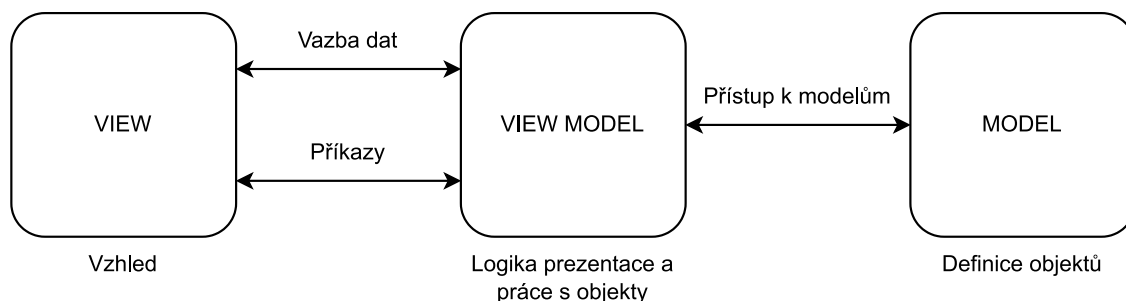 Vazba dat
Přístup k modelům
VIEW
VIEW MODEL
MODEL
Příkazy
Vzhled
Logika prezentace a
práce s objekty
Definice objektů